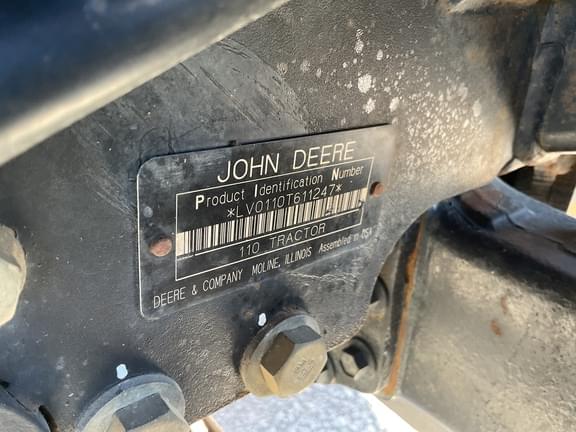 JOHN DEERE
Product Identification Number
*LV0110T611247*
110 TRACTOR
DEERE & COMPANY MOLINE, ILLINOIS Assembled in USA